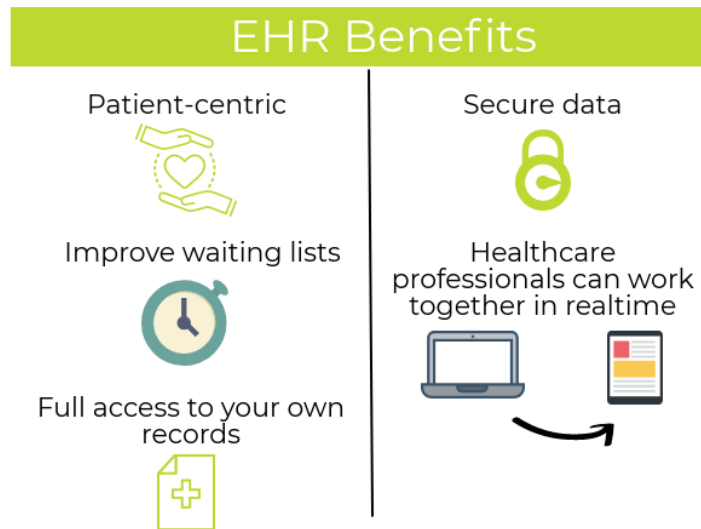 EHR Benefits
Patient-centric
Improve waiting lists
Full access to your own
records
Secure data
Healthcare
professionals can work
together in realtime